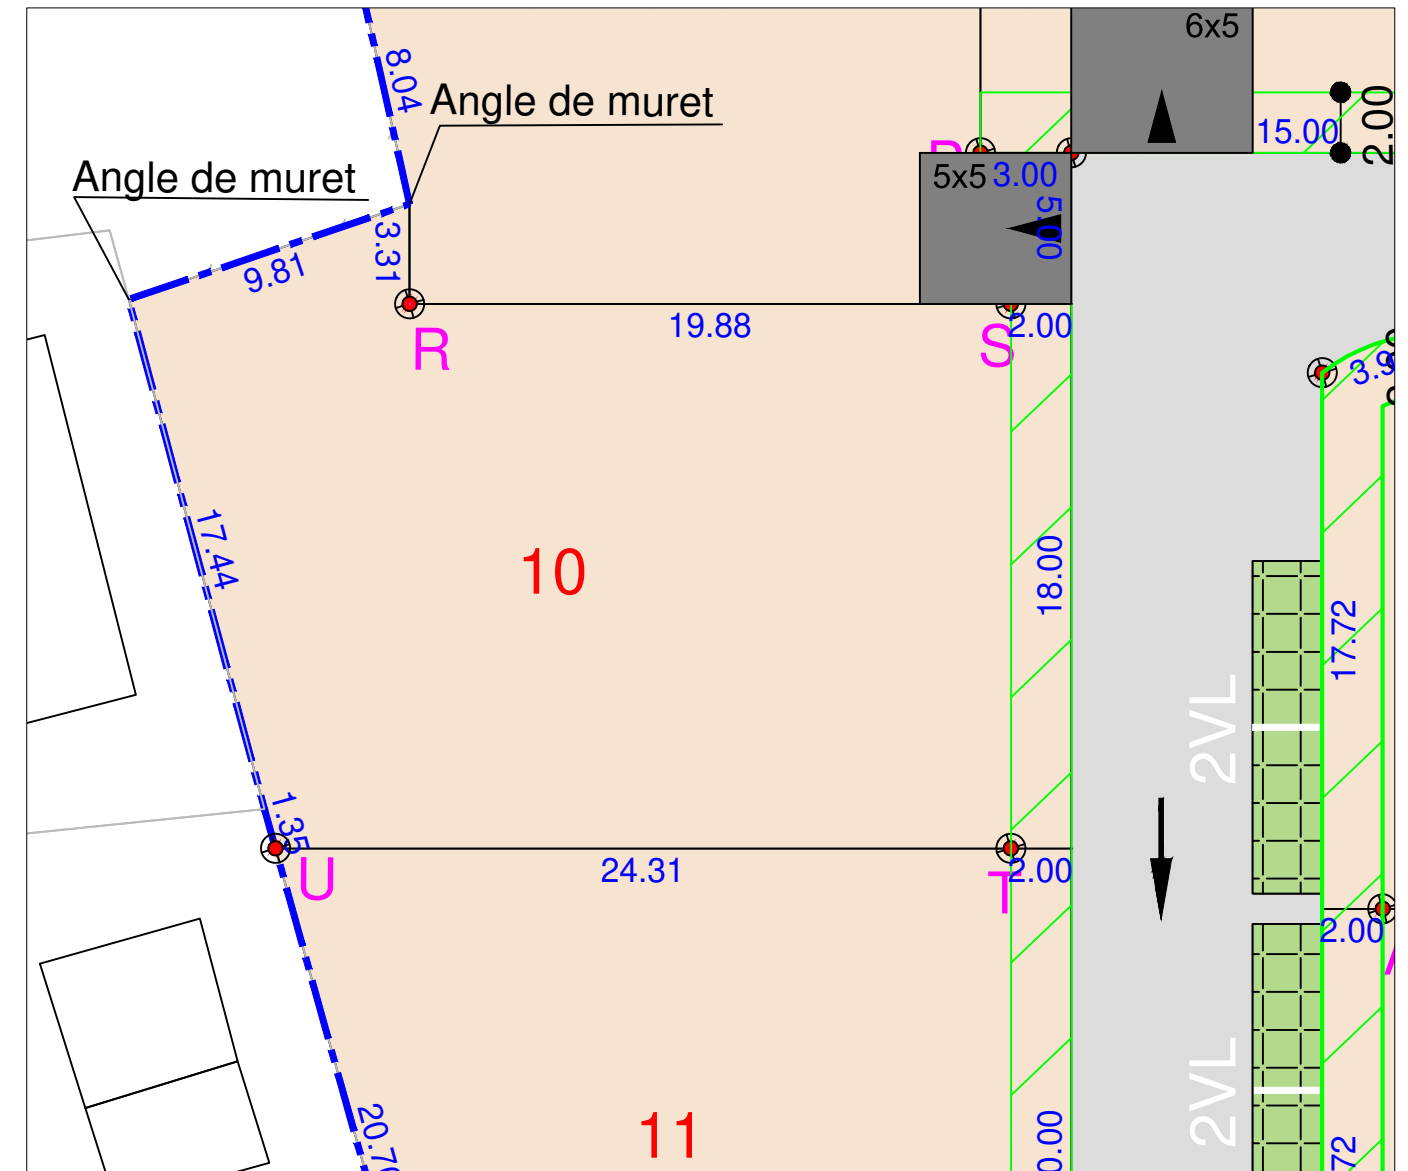 6x5
8.04
Angle de muret
15.00
2.00
Angle de muret
5x5
3.00
5.00
3.31
9.81
R
19.88
S
2.00
17.44
10
18.00
17.72
2VL
1.35
U
24.31
T
2.00
2.00
11
2VL